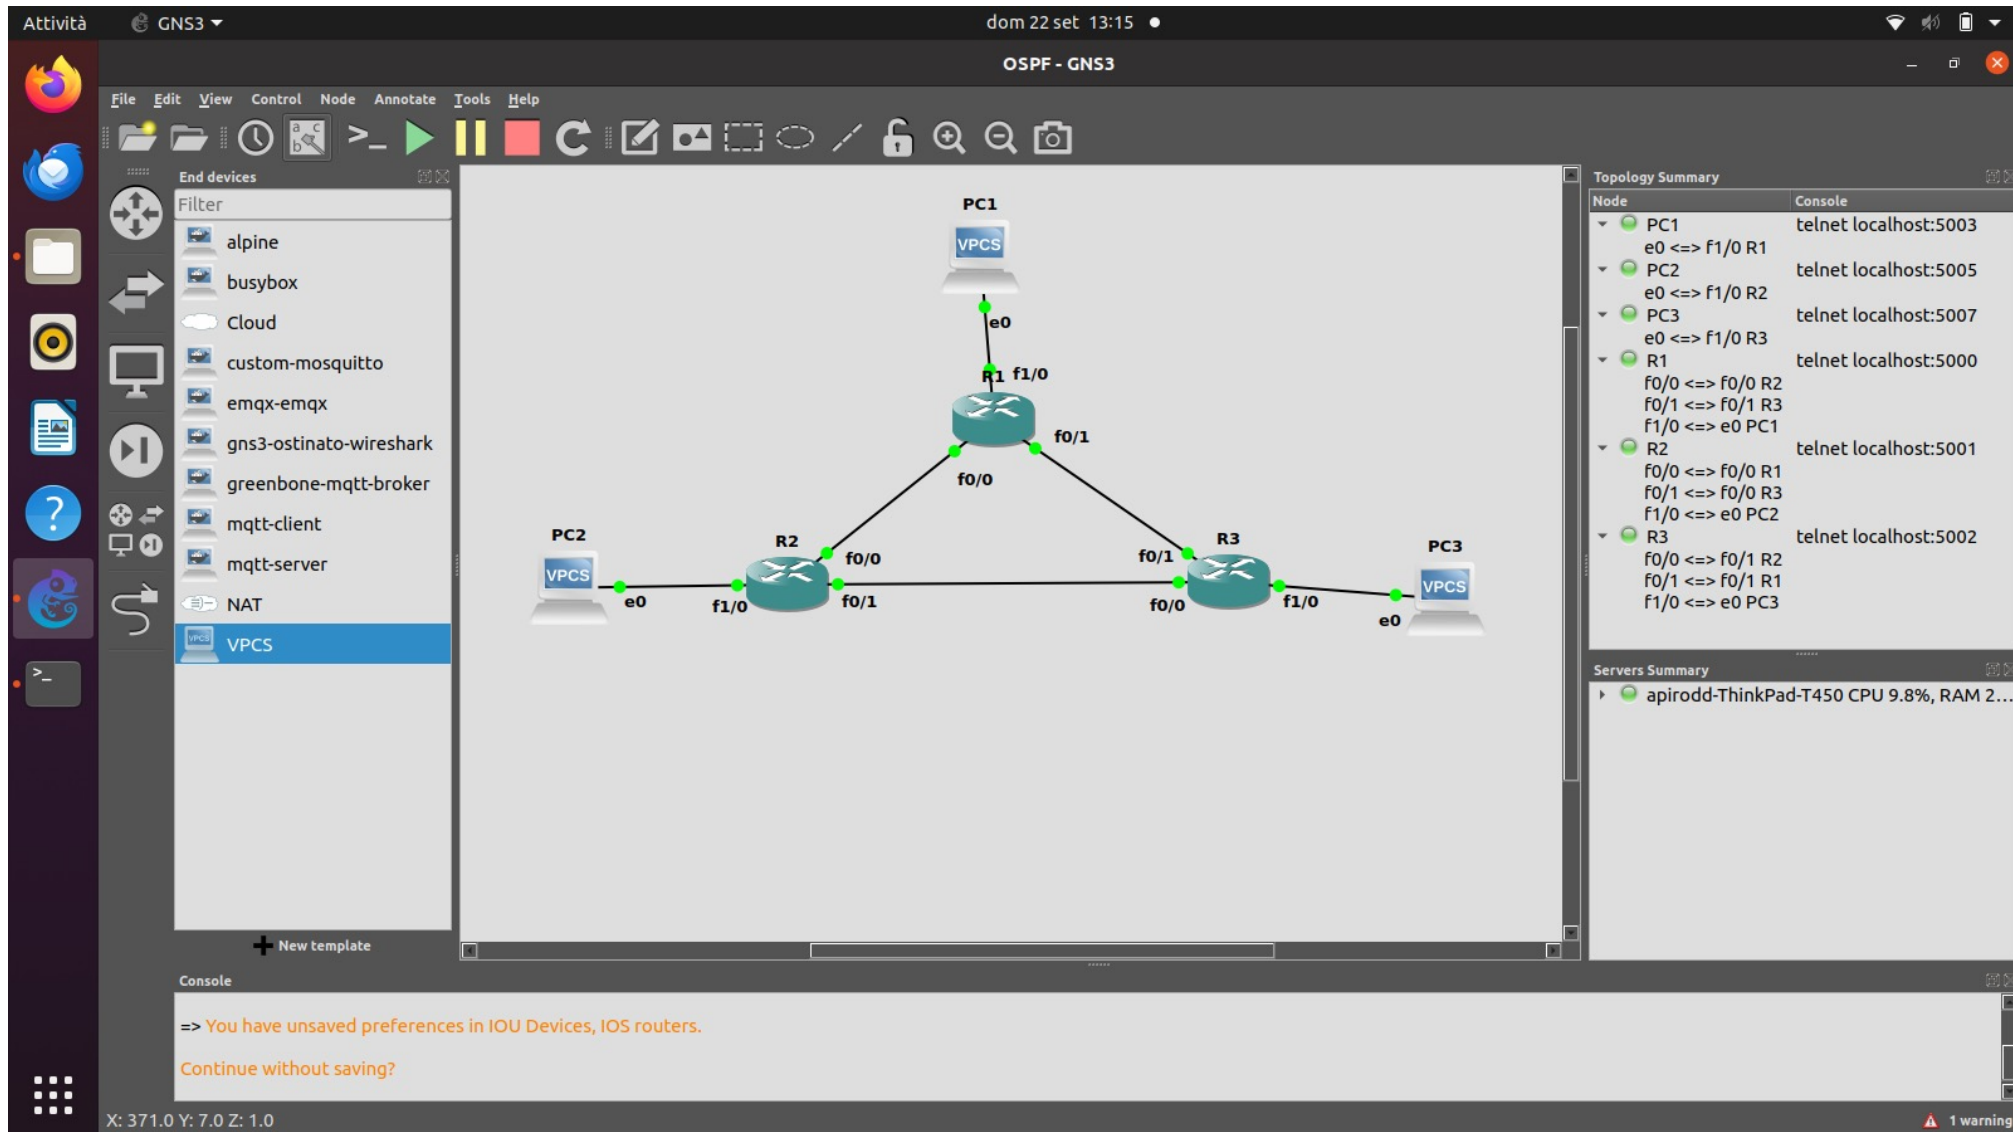 Attività
GNS3
dom 22 set 13:15
OSPF - GNS3
File Edit View Control Node Annotate Tools Help
End devices
Filter
alpine
busybox
Cloud
custom-mosquitto
emqx-emqx
gns3-ostinato-wireshark
greenbone-mqtt-broker
mqtt-client
mqtt-server
NAT
VPCS
New template
PC1
VPCS
e0
R1 f1/0
f0/1
f0/0
PC2
VPCS
e0
R2
f0/0
f1/0
f0/1
R3
f0/1
f0/0
f1/0
PC3
VPCS
e0
Topology Summary
Node Console
PC1 telnet localhost:5003
e0 <=> f1/0 R1
PC2 telnet localhost:5005
e0 <=> f1/0 R2
PC3 telnet localhost:5007
e0 <=> f1/0 R3
R1 telnet localhost:5000
f0/0 <=> f0/0 R2
f0/1 <=> f0/1 R3
f1/0 <=> e0 PC1
R2 telnet localhost:5001
f0/0 <=> f0/0 R1
f0/1 <=> f0/0 R3
f1/0 <=> e0 PC2
R3 telnet localhost:5002
f0/0 <=> f0/1 R2
f0/1 <=> f0/1 R1
f1/0 <=> e0 PC3
Servers Summary
apirodd-ThinkPad-T450 CPU 9.8%, RAM 2...
Console
=> You have unsaved preferences in IOU Devices, IOS routers.
Continue without saving?
X: 371.0 Y: 7.0 Z: 1.0
1 warning